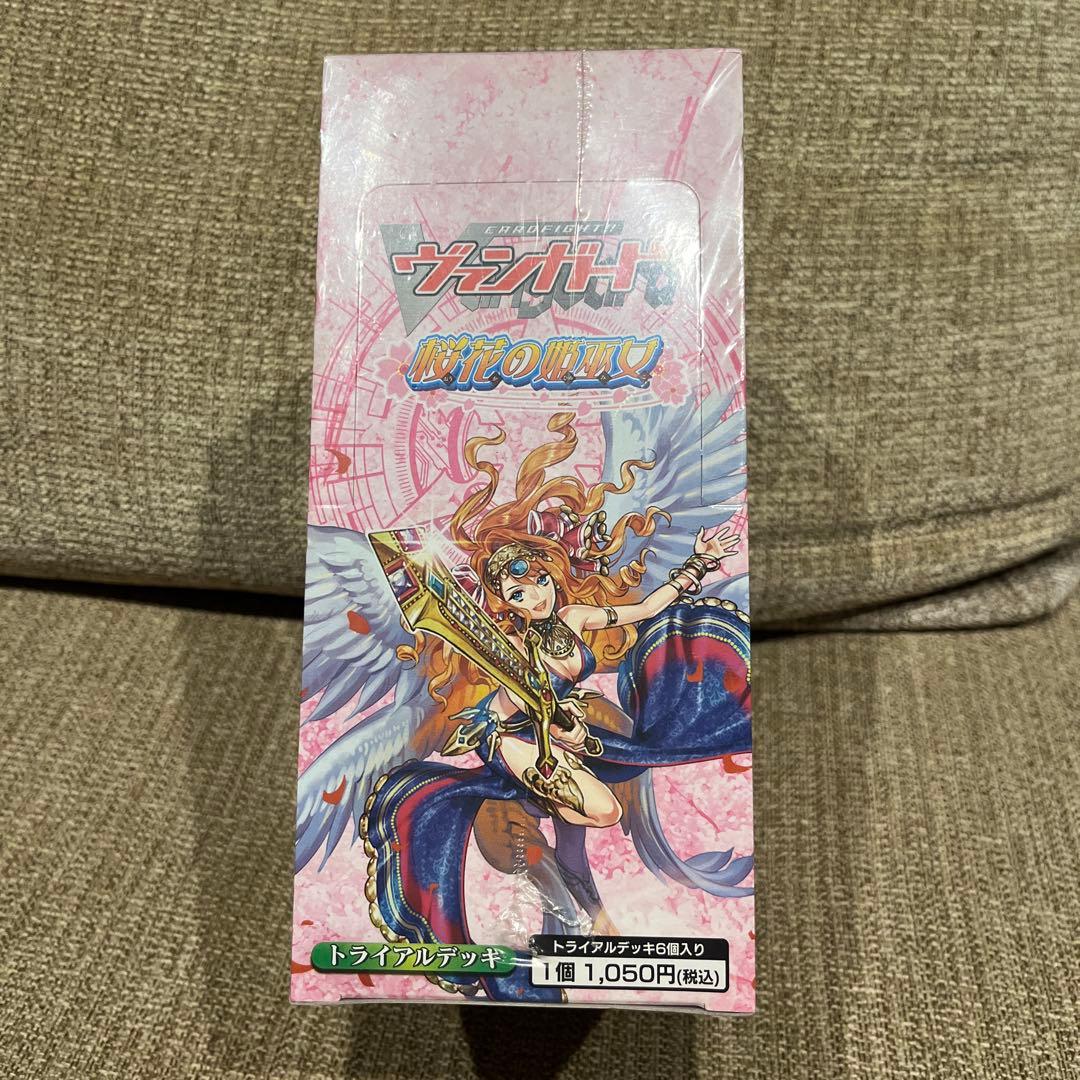 CARDFIGHT!!
ヴァンガード
Vanguard
桜花の姫巫女
トライアルデッキ
トライアルデッキ6個入り
1個 1,050円(税込)